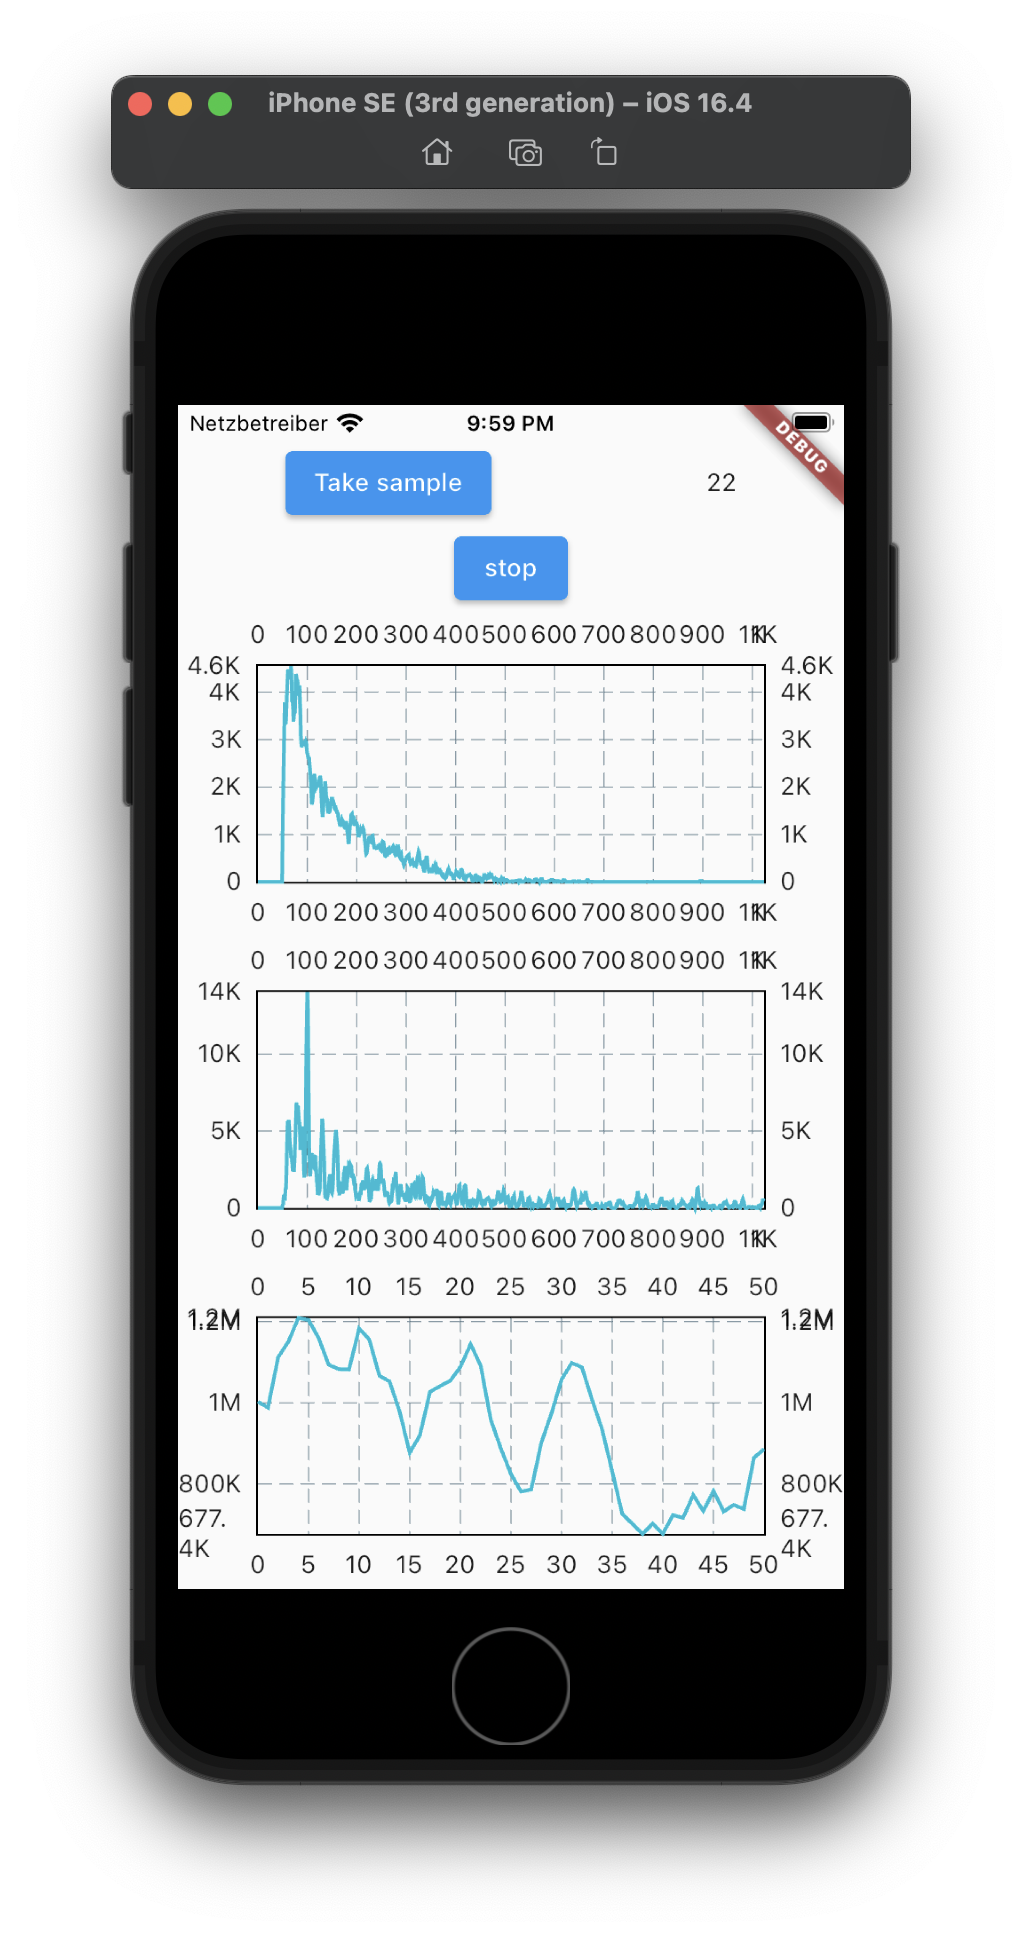 iPhone SE (3rd generation) – iOS 16.4
Netzbetreiber 9:59 PM
DEBUG
Take sample 22
stop
0 100 200 300 400 500 600 700 800 900 1K 1K
4.6K 4.6K
4K 4K
3K 3K
2K 2K
1K 1K
0 0
0 100 200 300 400 500 600 700 800 900 1K 1K
0 100 200 300 400 500 600 700 800 900 1K 1K
14K 14K
10K 10K
5K 5K
0 0
0 100 200 300 400 500 600 700 800 900 1K 1K
0 5 10 15 20 25 30 35 40 45 50
1.2M 1.2M
1M 1M
800K 800K
677. 677.
4K 4K
0 5 10 15 20 25 30 35 40 45 50